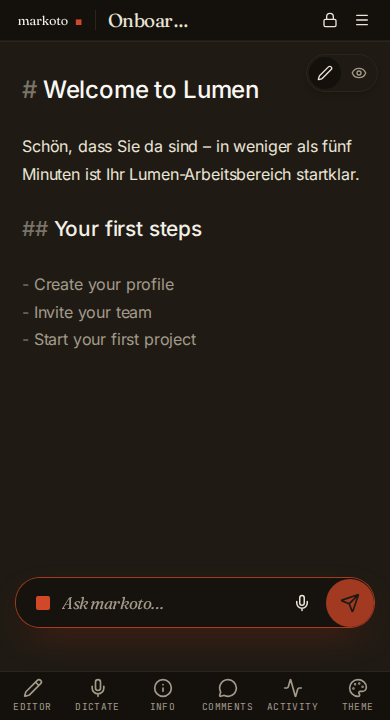 markoto
Onboar...
# Welcome to Lumen
Schön, dass Sie da sind – in weniger als fünf
Minuten ist Ihr Lumen-Arbeitsbereich startklar.
## Your first steps
- Create your profile
- Invite your team
- Start your first project
Ask markoto...
EDITOR DICTATE INFO COMMENTS ACTIVITY THEME